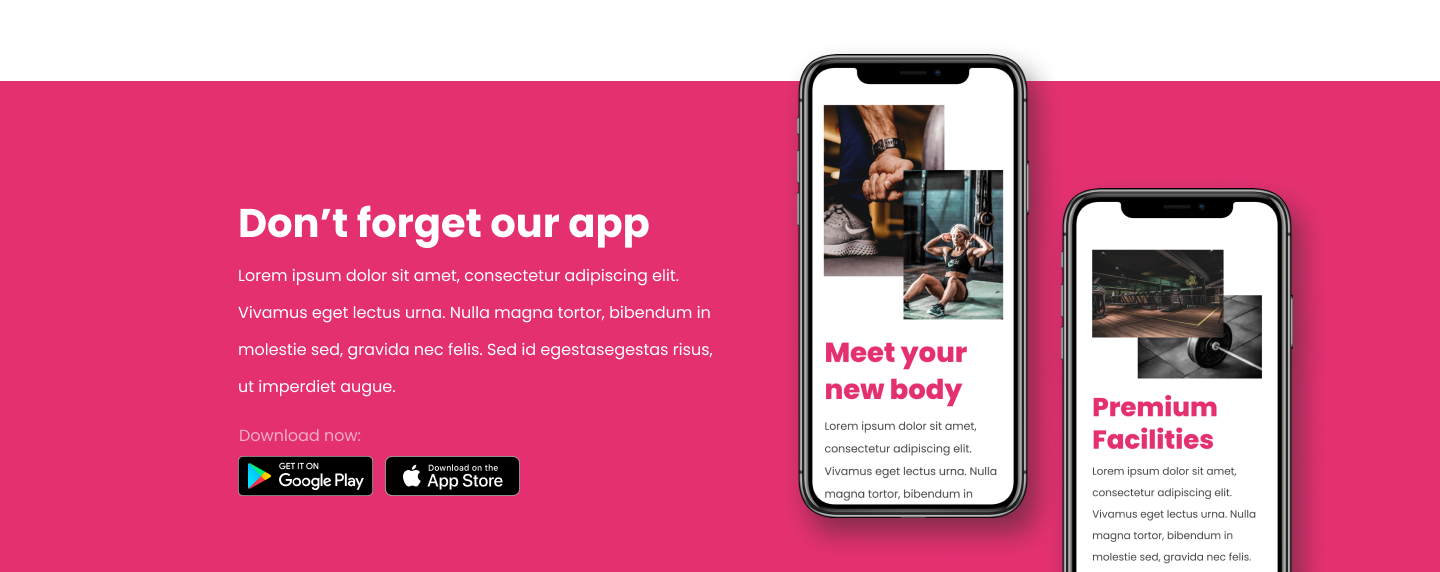 Don’t forget our app
Lorem ipsum dolor sit amet, consectetur adipiscing elit.
Vivamus eget lectus urna. Nulla magna tortor, bibendum in
molestie sed, gravida nec felis. Sed id egestasegestas risus,
ut imperdiet augue.
Download now:
GET IT ON
Google Play
Download on the
App Store
Meet your
new body
Lorem ipsum dolor sit amet,
consectetur adipiscing elit.
Vivamus eget lectus urna. Nulla
magna tortor, bibendum in
Premium
Facilities
Lorem ipsum dolor sit amet,
consectetur adipiscing elit.
Vivamus eget lectus urna. Nulla
magna tortor, bibendum in
molestie sed, gravida nec felis.